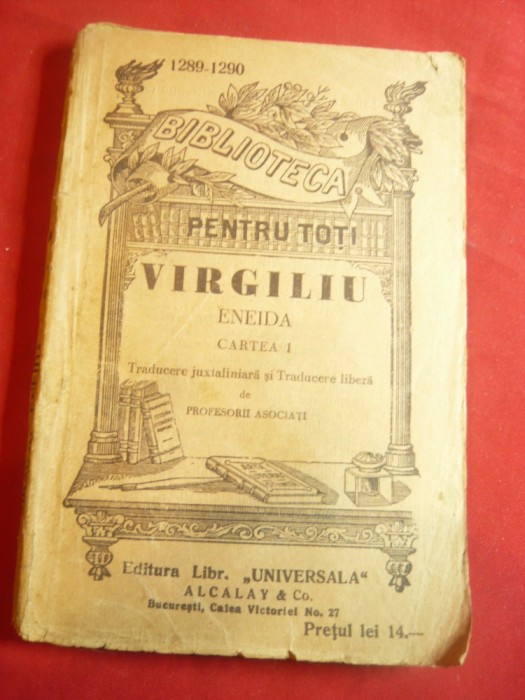 1289-1290
BIBLIOTECA
PENTRU TOȚI
VIRGILIU
ENEIDA
CARTEA I
Traducere juxtaliniară și Traducere liberă
de
PROFESORII ASOCIAȚI
Editura Libr. „UNIVERSALA“
ALCALAY & Co.
București, Calea Victoriei No. 27
Prețul lei 14.—